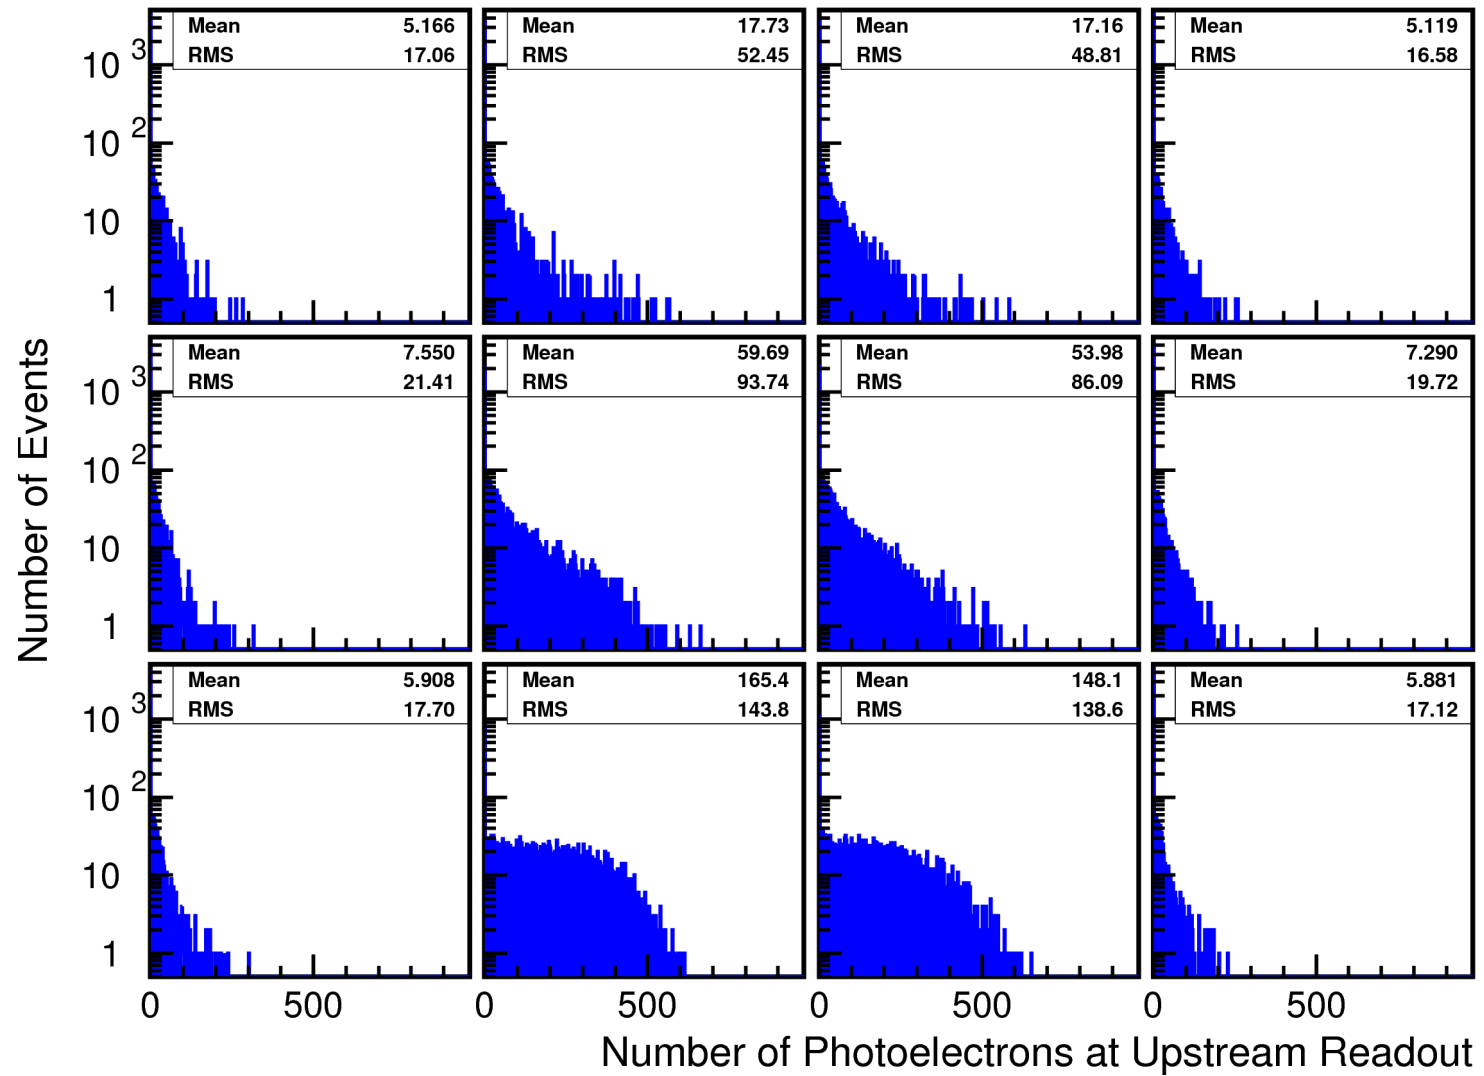 Mean 5.166 Mean 17.73 Mean 17.16 Mean 5.119
RMS 17.06 RMS 52.45 RMS 48.81 RMS 16.58
10 3
10 2
10
1
Mean 7.550 Mean 59.69 Mean 53.98 Mean 7.290
RMS 21.41 RMS 93.74 RMS 86.09 RMS 19.72
10 3
10 2
10
1
Mean 5.908 Mean 165.4 Mean 148.1 Mean 5.881
RMS 17.70 RMS 143.8 RMS 138.6 RMS 17.12
10 3
10 2
10
1
0 500 0 500 0 500 0 500
Number of Events
Number of Photoelectrons at Upstream Readout